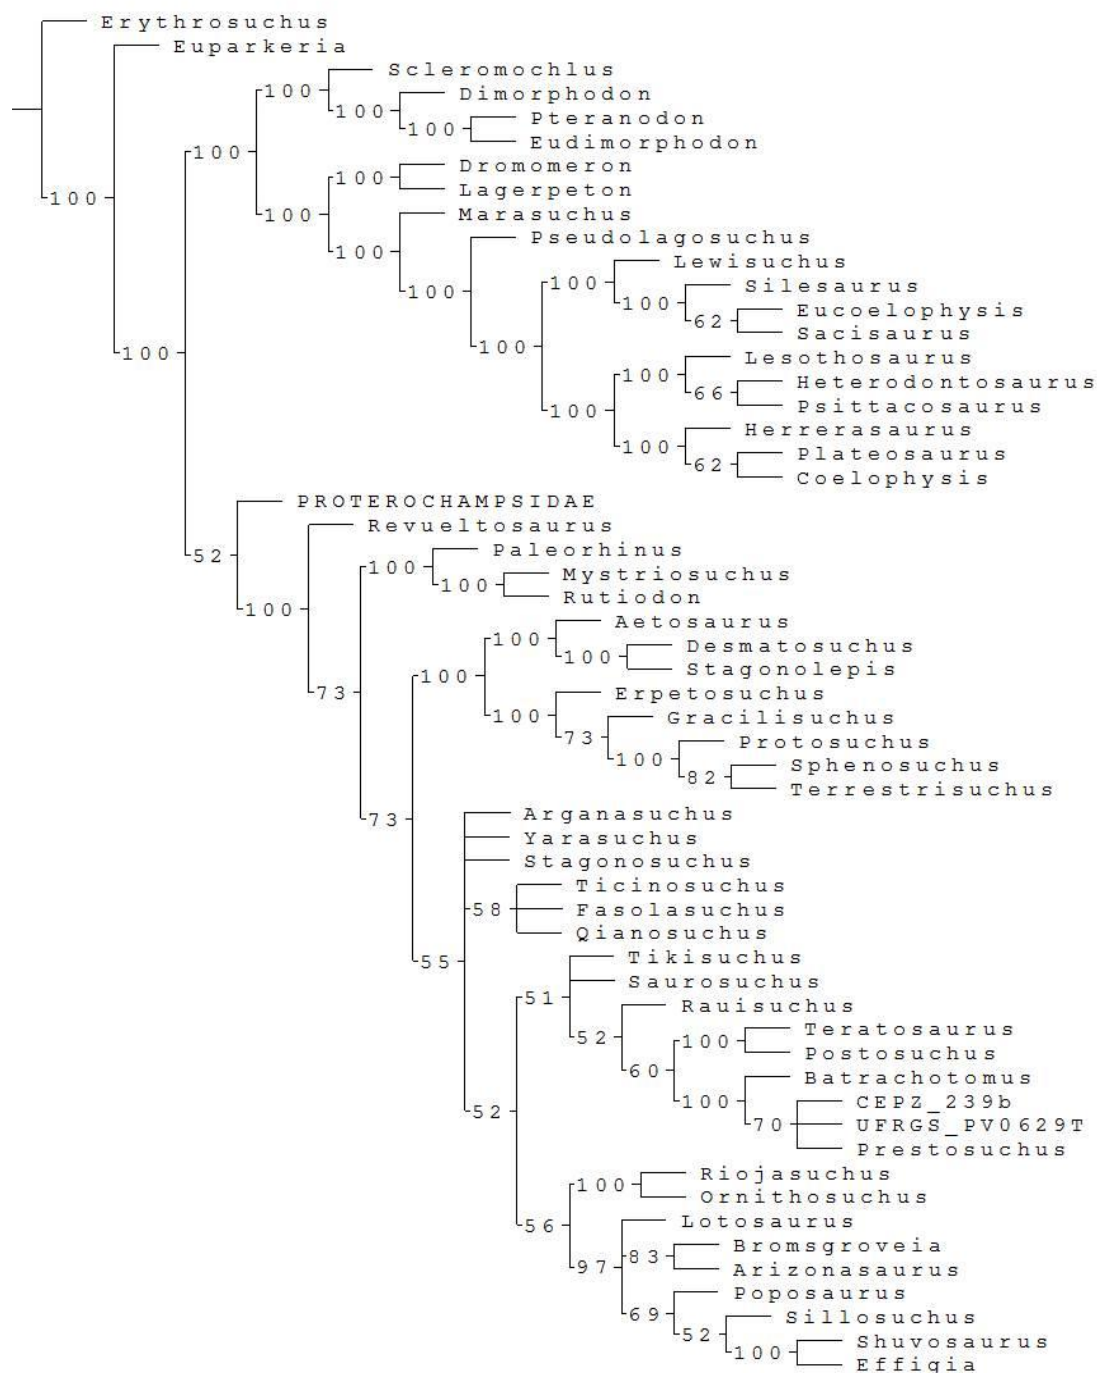 Erythrosuchus
Euparkeria
Scleromochlus
100
Dimorphodon
100
Pteranodon
100
Eudimorphodon
100
Dromomeron
100
Lagerpeton
100
Marasuchus
100
Pseudolagosuchus
100
Lewisuchus
100
Silesaurus
100
Eucoelophysis
62
Sacisaurus
100
Lesothosaurus
100
Heterodontosaurus
66
Psittacosaurus
100
Herrerasaurus
100
Plateosaurus
62
Coelophysis
100
100
PROTEROCHAMPSIDAE
Revueltosaurus
52
Paleorhinus
100
Mystriosuchus
100
Rutiodon
100
Aetosaurus
100
Desmatosuchus
100
Stagonolepis
100
73
Erpetosuchus
100
Gracilisuchus
73
Protosuchus
100
Sphenosuchus
82
Terrestrisuchus
73
Arganasuchus
Yarasuchus
Stagonosuchus
Ticinosuchus
58
Fasolasuchus
Qianosuchus
55
Tikisuchus
Saurosuchus
51
Rauisuchus
52
Teratosaurus
100
Postosuchus
60
Batrachotomus
100
CEPZ_239b
52
70
UFRGS_PV0629T
Prestosuchus
Riojasuchus
100
Ornithosuchus
56
Lotosaurus
83
Bromsgroveia
97
Arizonasaurus
Poposaurus
69
Sillosuchus
52
Shuvosaurus
100
Effigia